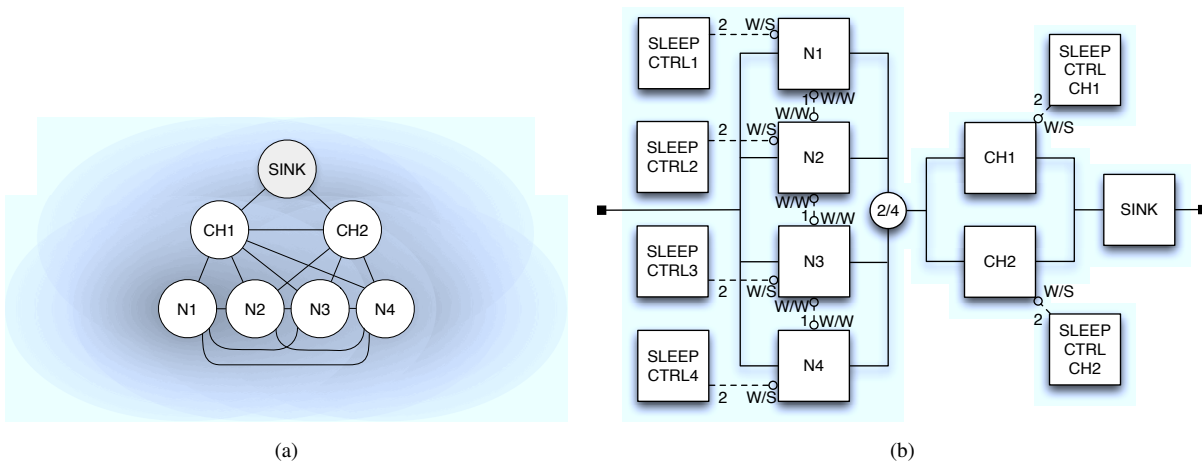 SINK
CH1 CH2
N1 N2 N3 N4
(a)
SLEEP
CTRL1
2 W/S
N1
1 W/W
W/W
SLEEP
CTRL2
2 W/S
N2
W/W
1 W/W
SLEEP
CTRL3
2 W/S
N3
W/W
1 W/W
SLEEP
CTRL4
2 W/S
N4
2/4
SLEEP
CTRL
CH1
2
W/S
CH1
SINK
CH2
W/S
2
SLEEP
CTRL
CH2
(b)